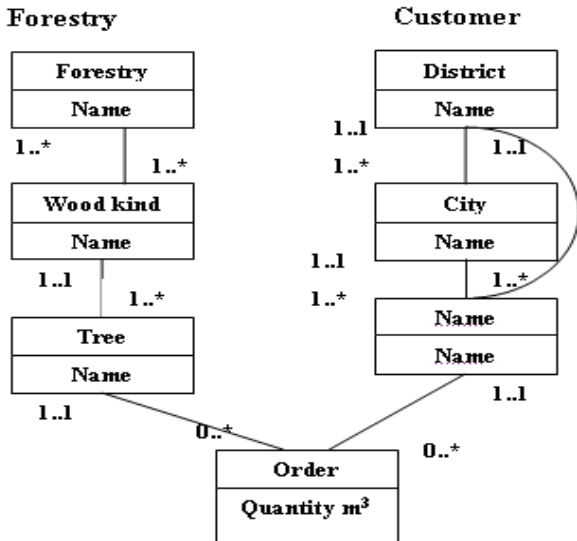 Forestry
Customer
Forestry
Name
District
Name
1..*
1..*
1..1
1..1
1..*
Wood kind
Name
City
Name
1..1
1..*
1..1
1..*
1..*
Tree
Name
Name
Name
1..1
0..*
1..1
0..*
Order
Quantity m³